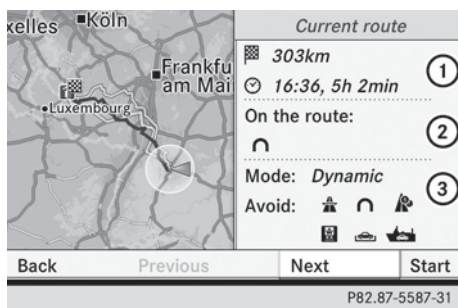 xelles
Köln
Frankfu
am Mai
Luxembourg
Current route
303km
16:36, 5h 2min
1
On the route:
2
Mode: Dynamic
3
Avoid:
Back Previous Next Start
P82.87-5587-31